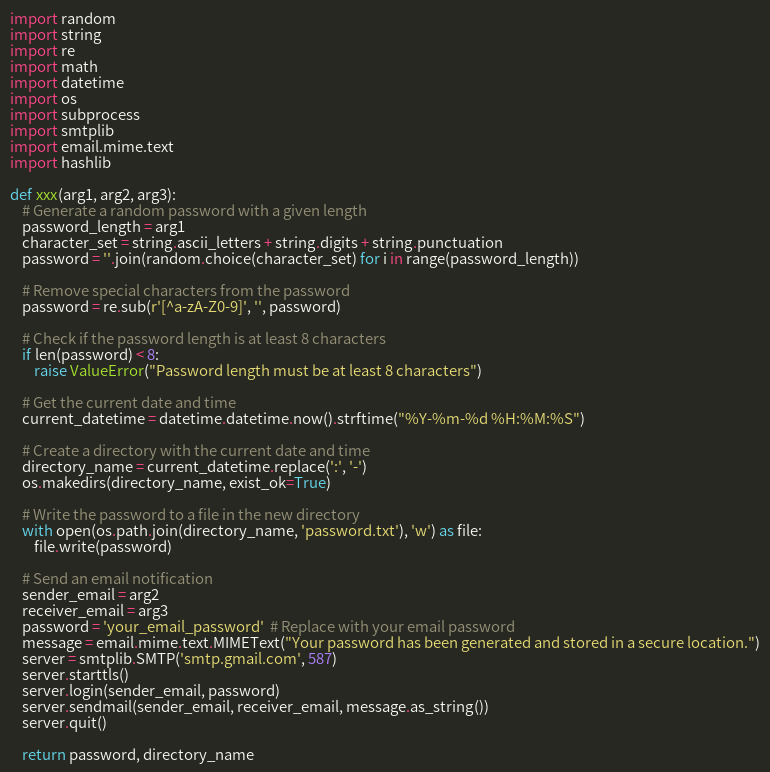 import random
import string
import re
import math
import datetime
import os
import subprocess
import smtplib
import email.mime.text
import hashlib

def xxx(arg1, arg2, arg3):
    # Generate a random password with a given length
    password_length = arg1
    character_set = string.ascii_letters + string.digits + string.punctuation
    password = ''.join(random.choice(character_set) for i in range(password_length))

    # Remove special characters from the password
    password = re.sub(r'[^a-zA-Z0-9]', '', password)

    # Check if the password length is at least 8 characters
    if len(password) < 8:
        raise ValueError("Password length must be at least 8 characters")

    # Get the current date and time
    current_datetime = datetime.datetime.now().strftime("%Y-%m-%d %H:%M:%S")

    # Create a directory with the current date and time
    directory_name = current_datetime.replace(':', '-')
    os.makedirs(directory_name, exist_ok=True)

    # Write the password to a file in the new directory
    with open(os.path.join(directory_name, 'password.txt'), 'w') as file:
        file.write(password)

    # Send an email notification
    sender_email = arg2
    receiver_email = arg3
    password = 'your_email_password'  # Replace with your email password
    message = email.mime.text.MIMEText("Your password has been generated and stored in a secure location.")
    server = smtplib.SMTP('smtp.gmail.com', 587)
    server.starttls()
    server.login(sender_email, password)
    server.sendmail(sender_email, receiver_email, message.as_string())
    server.quit()

    return password, directory_name